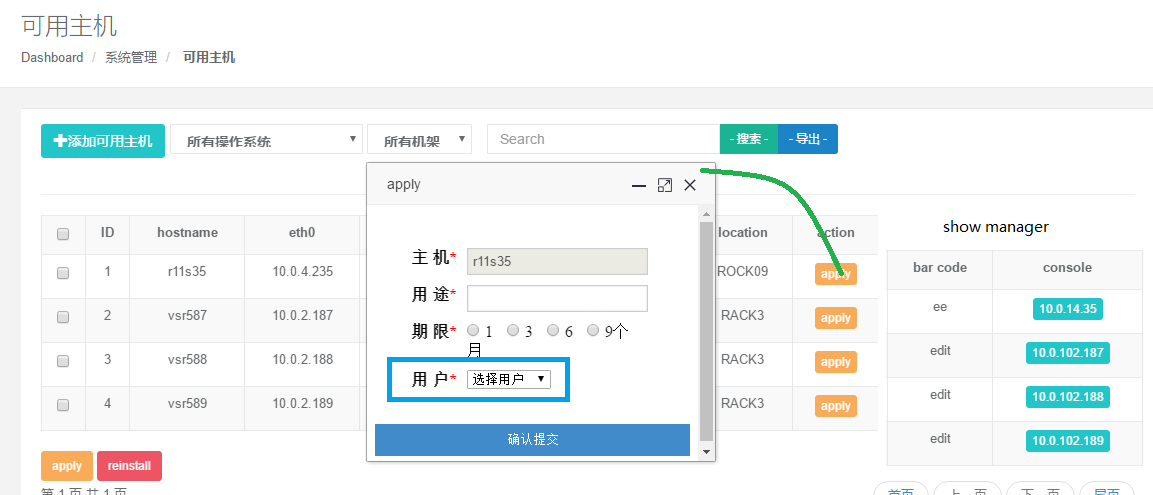 可用主机
Dashboard / 系统管理 / 可用主机
✚添加可用主机 所有操作系统 所有机架 Search - 搜索 - - 导出 -
apply
show manager
ID hostname eth0 location action
bar code console
1 r11s35 10.0.4.235 ROCK09 apply
ee 10.0.14.35
2 vsr587 10.0.2.187 RACK3 apply
edit 10.0.102.187
3 vsr588 10.0.2.188 RACK3 apply
edit 10.0.102.188
4 vsr589 10.0.2.189 RACK3 apply
edit 10.0.102.189
主 机* r11s35
用 途*
期 限* 1 3 6 9个
月
用 户* 选择用户
确认提交
apply reinstall
第 1 页 共 1 页
首页 上一页 下一页 尾页